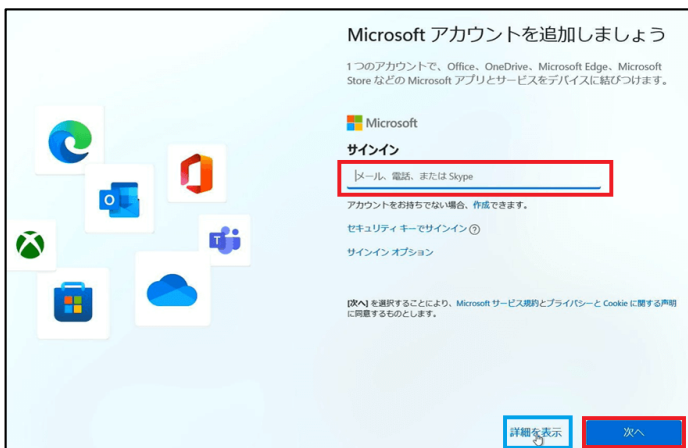 Microsoft アカウントを追加しましょう
1 つのアカウントで、Office、OneDrive、Microsoft Edge、Microsoft
Store などの Microsoft アプリとサービスをデバイスに結びつけます。
Microsoft
サインイン
メール、電話、または Skype
アカウントをお持ちでない場合、作成できます。
セキュリティ キーでサインイン
サインイン オプション
[次へ] を選択することにより、Microsoft サービス規約とプライバシーと Cookie に関する声明
に同意するものとします。
詳細を表示
次へ